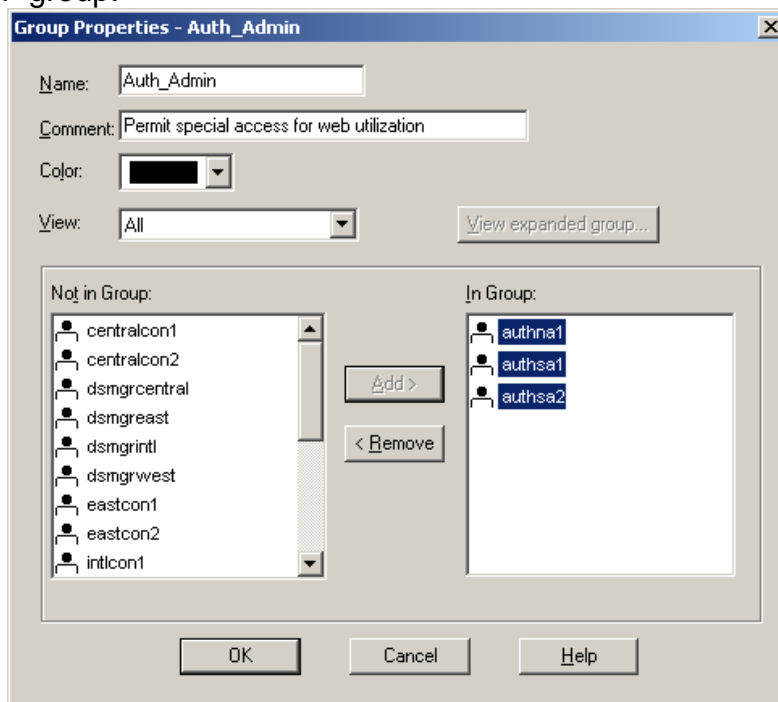 group.
Group Properties - Auth_Admin
Name: Auth_Admin
Comment: Permit special access for web utilization
Color:
View: All View expanded group...
Not in Group: In Group:
centralcon1 authna1
centralcon2 authsa1
dsmgrcentral authsa2
dsmgreast
dsmgrintl
dsmgrwest
eastcon1
eastcon2
intlcon1
Add >
< Remove
OK Cancel Help